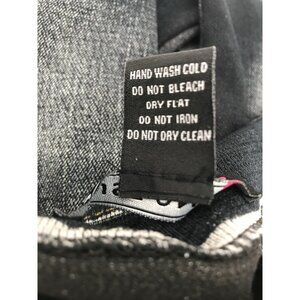 HAND WASH COLD
DO NOT BLEACH
DRY FLAT
DO NOT IRON
DO NOT DRY CLEAN